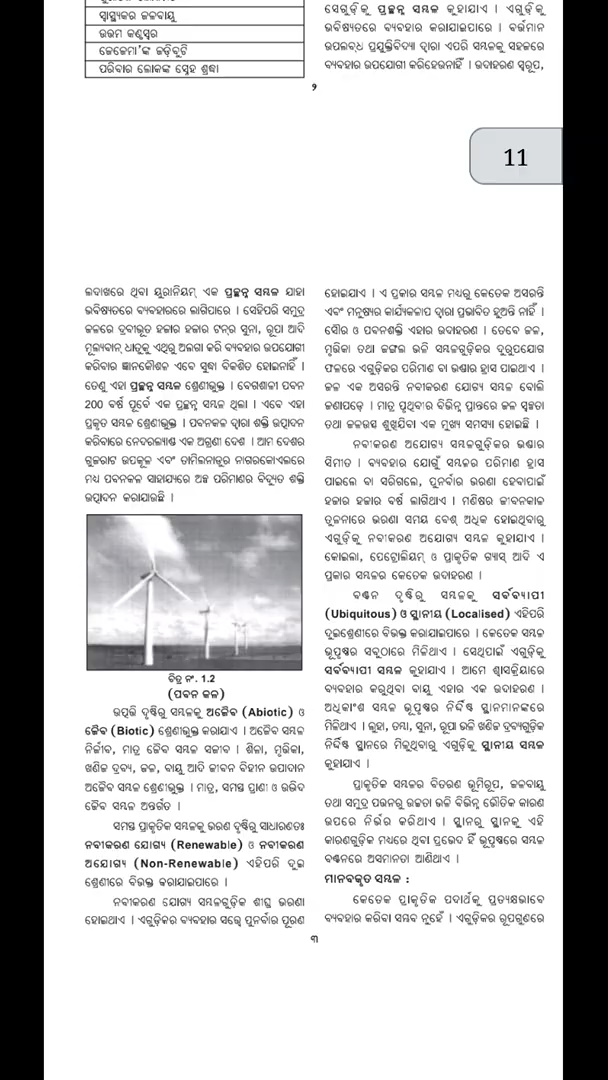 ସ୍ୱାସ୍ଥ୍ୟକର ଜଳବାୟୁ
ଉତ୍ତମ କଣ୍ଠସ୍ୱର
ଜେଜେମା'ଙ୍କ ଜଡ଼ିବୁଟି
ପରିବାର ଲୋକଙ୍କ ସ୍ନେହ ଶ୍ରଦ୍ଧା
ସେଗୁଡ଼ିକୁ ପ୍ରଚ୍ଛନ୍ନ ସମ୍ବଳ କୁହାଯାଏ । ଏଗୁଡ଼ିକୁ
ଭବିଷ୍ୟତରେ ବ୍ୟବହାର କରାଯାଇପାରେ । ବର୍ତ୍ତମାନ
ଉପଲବ୍ଧ ପ୍ରଯୁକ୍ତିବିଦ୍ୟା ଦ୍ୱାରା ଏପରି ସମ୍ବଳକୁ ସହଜରେ
ବ୍ୟବହାର ଉପଯୋଗୀ କରିହେଉନାହିଁ । ଉଦାହରଣ ସ୍ୱରୂପ,
୨
11
ଲଦାଖରେ ଥିବା ୟୁରାନିୟମ୍ ଏକ ପ୍ରଚ୍ଛନ୍ନ ସମ୍ବଳ ଯାହା
ଭବିଷ୍ୟତରେ ବ୍ୟବହାରରେ ଲାଗିପାରେ । ସେହିପରି ସମୁଦ୍ର
ଜଳରେ ଦ୍ରବୀଭୂତ ହଜାର ହଜାର ଟନ୍‌ର ସୁନା, ରୂପା ଆଦି
ମୂଲ୍ୟବାନ୍ ଧାତୁକୁ ଏଥିରୁ ଅଲଗା କରି ବ୍ୟବହାର ଉପଯୋଗୀ
କରିବାର ଜ୍ଞାନକୌଶଳ ଏବେ ସୁଦ୍ଧା ବିକଶିତ ହୋଇନାହିଁ ।
ତେଣୁ ଏହା ପ୍ରଚ୍ଛନ୍ନ ସମ୍ବଳ ଶ୍ରେଣୀଭୁକ୍ତ । ବେଗଶାଳୀ ପବନ
200 ବର୍ଷ ପୂର୍ବେ ଏକ ପ୍ରଚ୍ଛନ୍ନ ସମ୍ବଳ ଥିଲା । ଏବେ ଏହା
ପ୍ରକୃତ ସମ୍ବଳ ଶ୍ରେଣୀଭୁକ୍ତ । ପବନକଳ ଦ୍ୱାରା ଶକ୍ତି ଉତ୍ପାଦନ
କରିବାରେ ନେଦରଲ୍ୟାଣ୍ଡ ଏକ ଅଗ୍ରଣୀ ଦେଶ । ଆମ ଦେଶର
ଗୁଜରାଟ ଉପକୂଳ ଏବଂ ତାମିଲନାଡୁର ନାଗରକୋଏଲରେ
ମଧ୍ୟ ପବନକଳ ସାହାଯ୍ୟରେ ଅଳ୍ପ ପରିମାଣର ବିଦ୍ୟୁତ ଶକ୍ତି
ଉତ୍ପାଦନ କରାଯାଉଛି ।
ଚିତ୍ର ନଂ. 1.2
(ପବନ କଳ)
ଉତ୍ପତ୍ତି ଦୃଷ୍ଟିରୁ ସମ୍ବଳକୁ ଅଜୈବ (Abiotic) ଓ
ଜୈବ (Biotic) ଶ୍ରେଣୀଭୁକ୍ତ କରାଯାଏ । ଅଜୈବ ସମ୍ବଳ
ନିର୍ଜୀବ, ମାତ୍ର ଜୈବ ସମ୍ବଳ ସଜୀବ । ଶିଳା, ମୃତ୍ତିକା,
ଖଣିଜ ଦ୍ରବ୍ୟ, ଜଳ, ବାୟୁ ଆଦି ଜୀବନ ବିହୀନ ଉପାଦାନ
ଅଜୈବ ସମ୍ବଳ ଶ୍ରେଣୀଭୁକ୍ତ । ମାତ୍ର, ସମସ୍ତ ପ୍ରାଣୀ ଓ ଉଦ୍ଭିଦ
ଜୈବ ସମ୍ବଳ ଅନ୍ତର୍ଗତ ।
ସମସ୍ତ ପ୍ରାକୃତିକ ସମ୍ବଳକୁ ଭରଣ ଦୃଷ୍ଟିରୁ ସାଧାରଣତଃ
ନବୀକରଣ ଯୋଗ୍ୟ (Renewable) ଓ ନବୀକରଣ
ଅଯୋଗ୍ୟ (Non-Renewable) ଏହିପରି ଦୁଇ
ଶ୍ରେଣୀରେ ବିଭକ୍ତ କରାଯାଇପାରେ ।
ନବୀକରଣ ଯୋଗ୍ୟ ସମ୍ବଳଗୁଡ଼ିକ ଶୀଘ୍ର ଭରଣା
ହୋଇଥାଏ । ଏଗୁଡ଼ିକର ବ୍ୟବହାର ସତ୍ତ୍ୱେ ପୁନର୍ବାର ପୂରଣ
ହୋଇଯାଏ । ଏ ପ୍ରକାର ସମ୍ବଳ ମଧ୍ୟରୁ କେତେକ ଅସରନ୍ତି
ଏବଂ ମନୁଷ୍ୟର କାର୍ଯ୍ୟକଳାପ ଦ୍ୱାରା ପ୍ରଭାବିତ ହୁଅନ୍ତି ନାହିଁ ।
ସୌର ଓ ପବନଶକ୍ତି ଏହାର ଉଦାହରଣ । ତେବେ ଜଳ,
ମୃତ୍ତିକା ତଥା ଜଙ୍ଗଲ ଭଳି ସମ୍ବଳଗୁଡ଼ିକର ଦୁରୁପଯୋଗ
ଫଳରେ ଏଗୁଡ଼ିକର ପରିମାଣ ବା ଭଣ୍ଡାର ହ୍ରାସ ପାଇଥାଏ ।
ଜଳ ଏକ ଅସରନ୍ତି ନବୀକରଣ ଯୋଗ୍ୟ ସମ୍ବଳ ବୋଲି
ଜଣାପଡ଼େ । ମାତ୍ର ପୃଥିବୀର ବିଭିନ୍ନ ପ୍ରାନ୍ତରେ ଜଳ ସ୍ୱଳ୍ପତା
ତଥା ଜଳଉତ୍ସ ଶୁଖିଯିବା ଏକ ମୁଖ୍ୟ ସମସ୍ୟା ହୋଇଛି ।
ନବୀକରଣ ଅଯୋଗ୍ୟ ସମ୍ବଳଗୁଡ଼ିକର ଭଣ୍ଡାର
ସିମୀତ । ବ୍ୟବହାର ଯୋଗୁଁ ସମ୍ବଳର ପରିମାଣ ହ୍ରାସ
ପାଇଲେ ବା ସରିଗଲେ, ପୁନର୍ବାର ଭରଣା ହେବାପାଇଁ
ହଜାର ହଜାର ବର୍ଷ ଲାଗିଥାଏ । ମଣିଷର ଜୀବନକାଳ
ତୁଳନାରେ ଭରଣା ସମୟ ବେଶ୍ ଅଧିକ ହୋଇଥିବାରୁ
ଏଗୁଡ଼ିକୁ ନବୀକରଣ ଅଯୋଗ୍ୟ ସମ୍ବଳ କୁହାଯାଏ ।
କୋଇଲା, ପେଟ୍ରୋଲିୟମ୍ ଓ ପ୍ରାକୃତିକ ଗ୍ୟାସ୍ ଆଦି ଏ
ପ୍ରକାର ସମ୍ବଳର କେତେକ ଉଦାହରଣ ।
ବଣ୍ଟନ ଦୃଷ୍ଟିରୁ ସମ୍ବଳକୁ ସର୍ବବ୍ୟାପୀ
(Ubiquitous) ଓ ସ୍ଥାନୀୟ (Localised) ଏହିପରି
ଦୁଇଶ୍ରେଣୀରେ ବିଭକ୍ତ କରାଯାଇପାରେ । କେତେକ ସମ୍ବଳ
ଭୂପୃଷ୍ଠର ସବୁଠାରେ ମିଳିଥାଏ । ସେଥିପାଇଁ ଏଗୁଡ଼ିକୁ
ସର୍ବବ୍ୟାପୀ ସମ୍ବଳ କୁହାଯାଏ । ଆମେ ଶ୍ୱାସକ୍ରିୟାରେ
ବ୍ୟବହାର କରୁଥିବା ବାୟୁ ଏହାର ଏକ ଉଦାହରଣ ।
ଅଧିକାଂଶ ସମ୍ବଳ ଭୂପୃଷ୍ଠର ନିର୍ଦ୍ଦିଷ୍ଟ ସ୍ଥାନମାନଙ୍କରେ
ମିଳିଥାଏ । ଲୁହା, ତମ୍ବା, ସୁନା, ରୂପା ଭଳି ଖଣିଜ ଦ୍ରବ୍ୟଗୁଡ଼ିକ
ନିର୍ଦ୍ଦିଷ୍ଟ ସ୍ଥାନରେ ମିଳୁଥିବାରୁ ଏଗୁଡ଼ିକୁ ସ୍ଥାନୀୟ ସମ୍ବଳ
କୁହାଯାଏ ।
ପ୍ରାକୃତିକ ସମ୍ବଳର ବିତରଣ ଭୂମିରୂପ, ଜଳବାୟୁ
ତଥା ସମୁଦ୍ର ପତ୍ତନରୁ ଉଚ୍ଚତା ଭଳି ବିଭିନ୍ନ ଭୌତିକ କାରଣ
ଉପରେ ନିର୍ଭର କରିଥାଏ । ସ୍ଥାନରୁ ସ୍ଥାନକୁ ଏହି
କାରଣଗୁଡ଼ିକ ମଧ୍ୟରେ ଥିବା ପ୍ରଭେଦ ହିଁ ଭୂପୃଷ୍ଠରେ ସମ୍ବଳ
ବଣ୍ଟନରେ ଅସମାନତା ଆଣିଥାଏ ।
ମାନବକୃତ ସମ୍ବଳ :
କେତେକ ପ୍ରାକୃତିକ ପଦାର୍ଥକୁ ପ୍ରତ୍ୟକ୍ଷଭାବେ
ବ୍ୟବହାର କରିବା ସମ୍ଭବ ନୁହେଁ । ଏଗୁଡ଼ିକର ରୂପଗୁଣରେ
୩